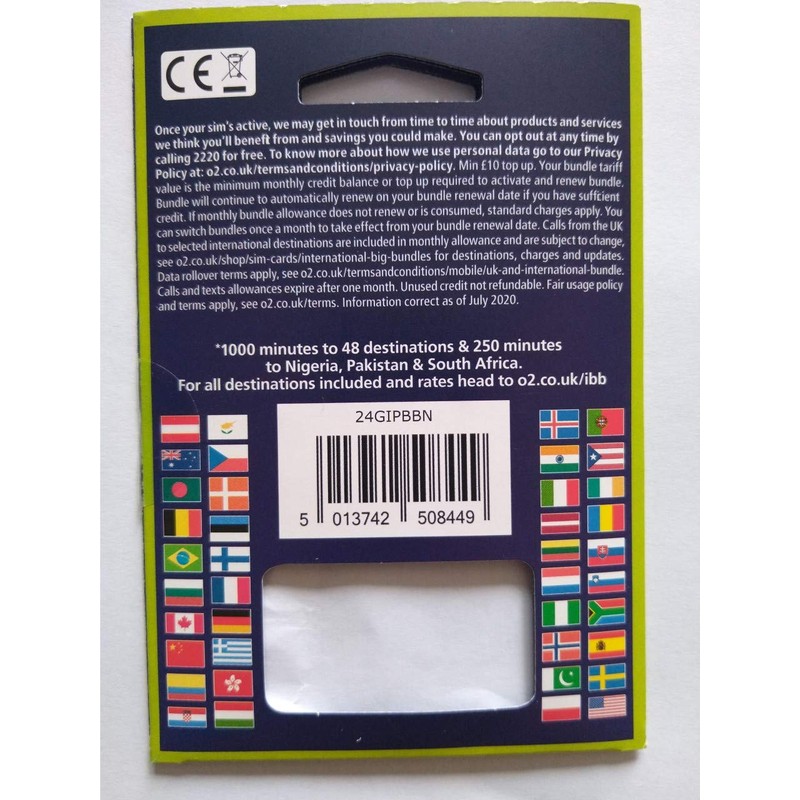 CE
Once your sim's active, we may get in touch from time to time about products and services
we think you'll benefit from and savings you could make. You can opt out at any time by
calling 2220 for free. To know more about how we use personal data go to our Privacy
Policy at: o2.co.uk/termsandconditions/privacy-policy. Min £10 top up. Your bundle tariff
value is the minimum monthly credit balance or top up required to activate and renew bundle.
Bundle will continue to automatically renew on your bundle renewal date if you have sufficient
credit. If monthly bundle allowance does not renew or is consumed, standard charges apply. You
can switch bundles once a month to take effect from your bundle renewal date. Calls from the UK
to selected international destinations are included in monthly allowance and are subject to change,
see o2.co.uk/shop/sim-cards/international-big-bundles for destinations, charges and updates.
Data rollover terms apply, see o2.co.uk/termsandconditions/mobile/uk-and-international-bundle.
Calls and texts allowances expire after one month. Unused credit not refundable. Fair usage policy
and terms apply, see o2.co.uk/terms. Information correct as of July 2020.
*1000 minutes to 48 destinations & 250 minutes
to Nigeria, Pakistan & South Africa.
For all destinations included and rates head to o2.co.uk/ibb
24GIPBBN
5 013742 508449